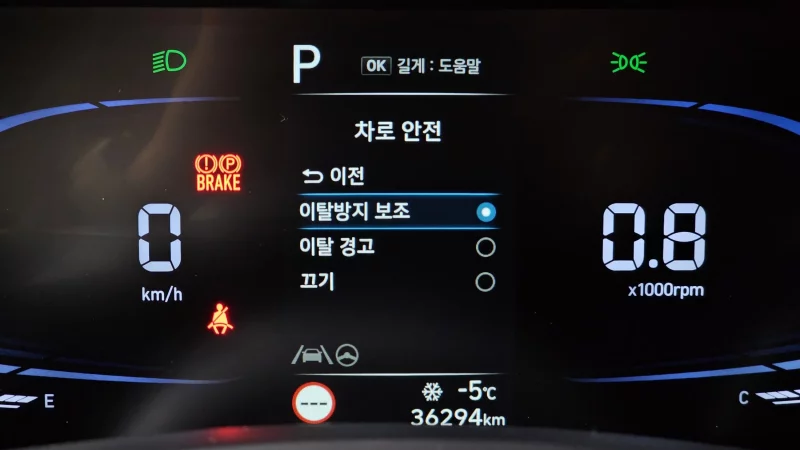 P
OK 길게 : 도움말
차로 안전
BRAKE
이전
이탈방지 보조
이탈 경고
끄기
0
km/h
0.8
x1000rpm
---
-5℃
36294km
E
C